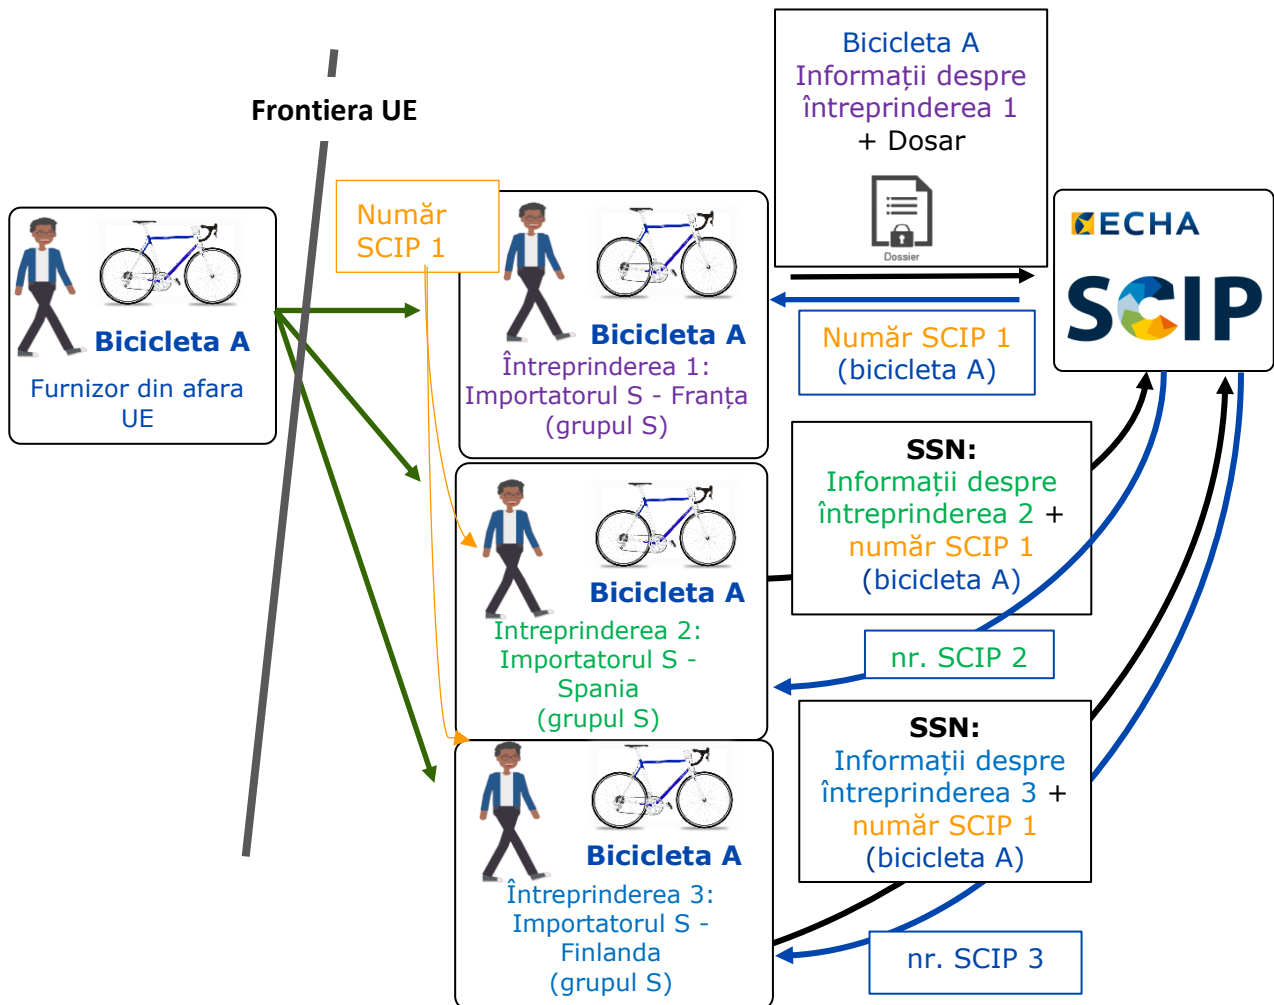 Frontiera UE
Bicicleta A
Furnizor din afara
UE
Număr
SCIP 1
Bicicleta A
Întreprinderea 1:
Importatorul S - Franța
(grupul S)
Bicicleta A
Intreprinderea 2:
Importatorul S -
Spania
(grupul S)
Bicicleta A
Întreprinderea 3:
Importatorul S -
Finlanda
(grupul S)
Bicicleta A
Informații despre
întreprinderea 1
+ Dosar
Dossier
Număr SCIP 1
(bicicleta A)
ECHA
SCIP
SSN:
Informații despre
întreprinderea 2 +
număr SCIP 1
(bicicleta A)
nr. SCIP 2
SSN:
Informații despre
întreprinderea 3 +
număr SCIP 1
(bicicleta A)
nr. SCIP 3